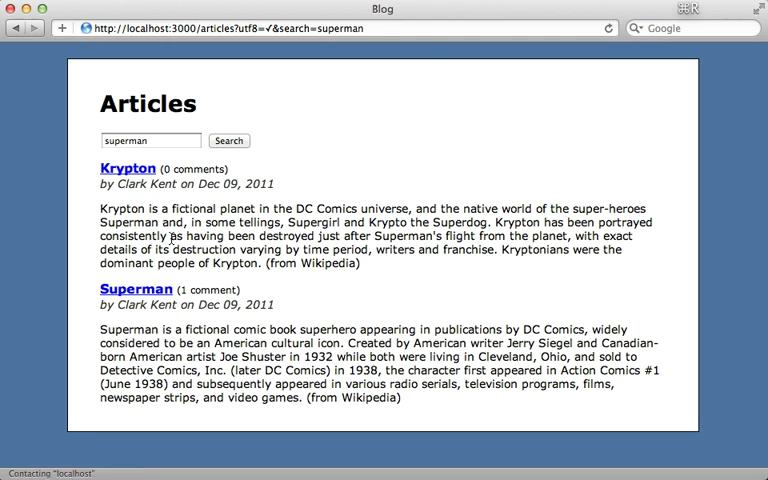 Blog
⌘R
http://localhost:3000/articles?utf8=✓&search=superman
Google
Articles
superman
Search
Krypton (0 comments)
by Clark Kent on Dec 09, 2011
Krypton is a fictional planet in the DC Comics universe, and the native world of the super-heroes
Superman and, in some tellings, Supergirl and Krypto the Superdog. Krypton has been portrayed
consistently as having been destroyed just after Superman's flight from the planet, with exact
details of its destruction varying by time period, writers and franchise. Kryptonians were the
dominant people of Krypton. (from Wikipedia)
Superman (1 comment)
by Clark Kent on Dec 09, 2011
Superman is a fictional comic book superhero appearing in publications by DC Comics, widely
considered to be an American cultural icon. Created by American writer Jerry Siegel and Canadian-
born American artist Joe Shuster in 1932 while both were living in Cleveland, Ohio, and sold to
Detective Comics, Inc. (later DC Comics) in 1938, the character first appeared in Action Comics #1
(June 1938) and subsequently appeared in various radio serials, television programs, films,
newspaper strips, and video games. (from Wikipedia)
Contacting "localhost"